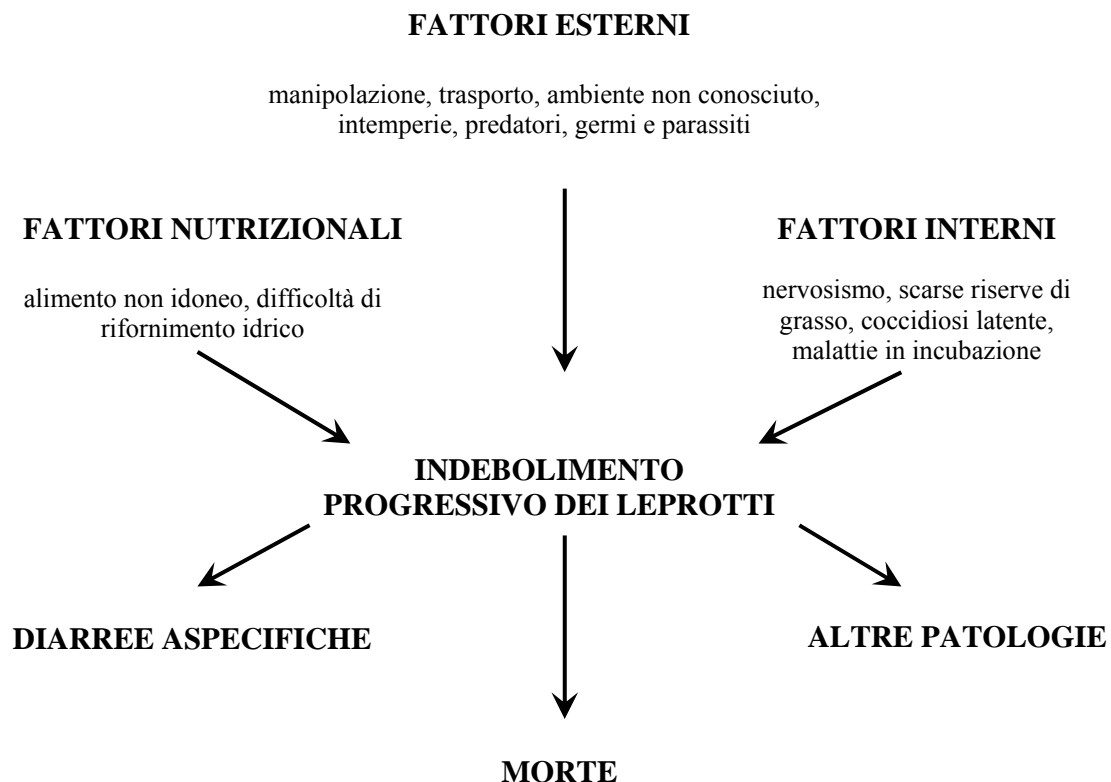 FATTORI ESTERNI
manipolazione, trasporto, ambiente non conosciuto,
intemperie, predatori, germi e parassiti
FATTORI NUTRIZIONALI
alimento non idoneo, difficoltà di
rifornimento idrico
FATTORI INTERNI
nervosismo, scarse riserve di
grasso, coccidiosi latente,
malattie in incubazione
INDEBOLIMENTO
PROGRESSIVO DEI LEPROTTI
DIARREE ASPECIFICHE
ALTRE PATOLOGIE
MORTE